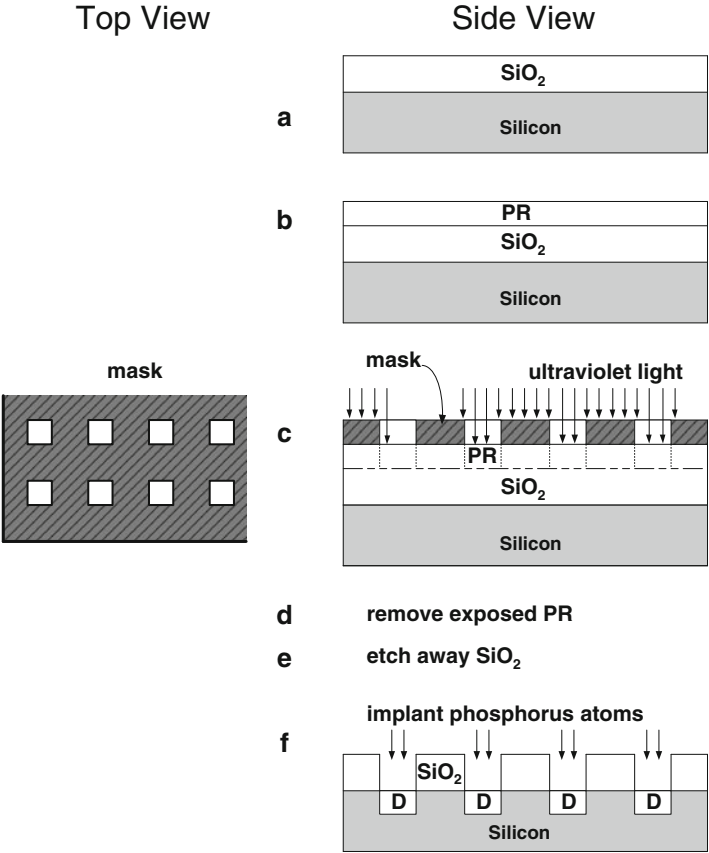 Top View
Side View
SiO₂
a
Silicon
b
PR
SiO₂
Silicon
mask
mask
ultraviolet light
c
PR
SiO₂
Silicon
d remove exposed PR
e etch away SiO₂
implant phosphorus atoms
f
SiO₂
D D D D
Silicon